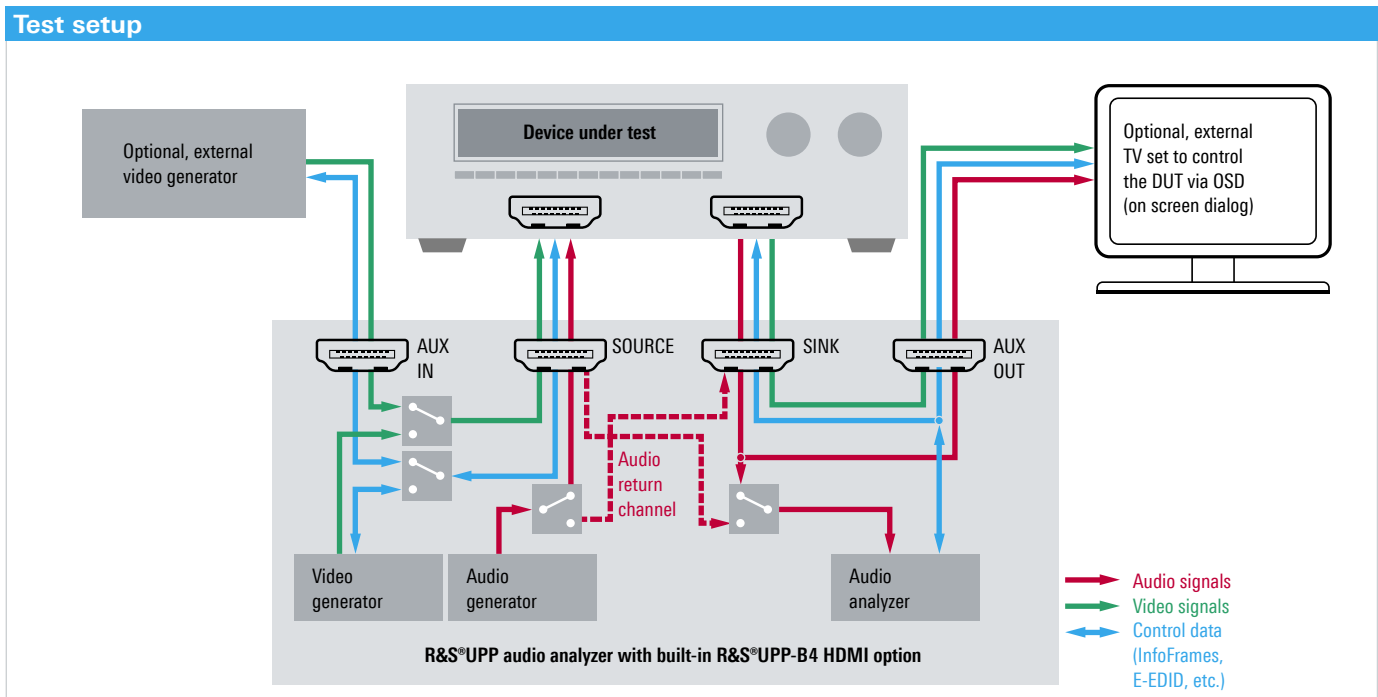 Test setup
Optional, external
video generator
Device under test
Optional, external
TV set to control
the DUT via OSD
(on screen dialog)
AUX
IN
SOURCE
SINK
AUX
OUT
Audio
return
channel
Video
generator
Audio
generator
Audio
analyzer
R&S®UPP audio analyzer with built-in R&S®UPP-B4 HDMI option
Audio signals
Video signals
Control data
(InfoFrames,
E-EDID, etc.)